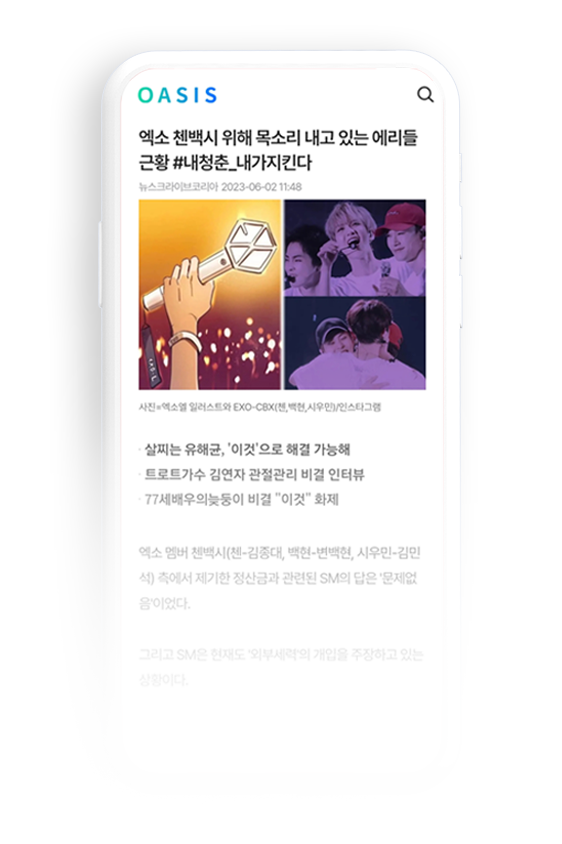 OASIS
엑소 첸백시 위해 목소리 내고 있는 에리들
근황 #내청춘_내가지킨다
뉴스크라이브코리아 2023-06-02 11:48
사진=엑소엘 일러스트와 EXO-CBX(첸,백현,시우민)/인스타그램
· 살찌는 유해균, '이것'으로 해결 가능해
· 트로트가수 김연자 관절관리 비결 인터뷰
· 77세배우의늦둥이 비결 "이것" 화제
엑소 멤버 첸백시(첸-김종대, 백현-변백현, 시우민-김민
석) 측에서 제기한 정산금과 관련된 SM의 답은 '문제없
음'이었다.
그리고 SM은 현재도 '외부세력'의 개입을 주장하고 있는
상황이다.